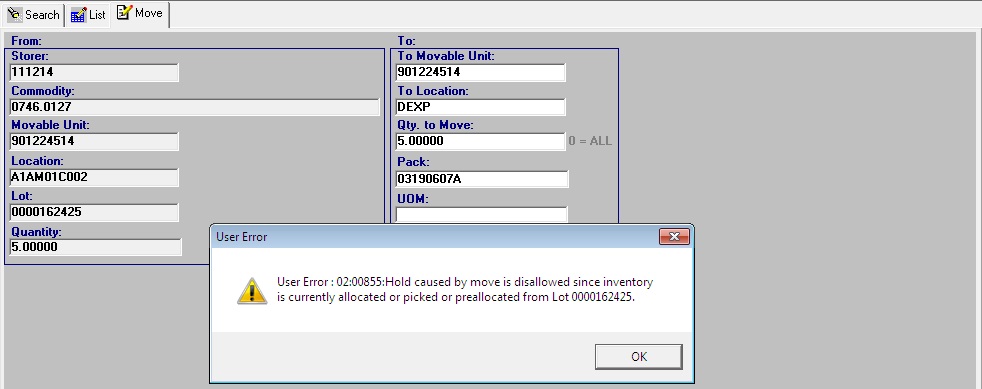 Search List Move
From:
Storer:
111214
Commodity:
0746.0127
Movable Unit:
901224514
Location:
A1AM01C002
Lot:
0000162425
Quantity:
5.00000
To:
To Movable Unit:
901224514
To Location:
DEXP
Qty. to Move:
5.00000 0 = ALL
Pack:
03190607A
UOM:
User Error
User Error : 02:00855:Hold caused by move is disallowed since inventory
is currently allocated or picked or preallocated from Lot 0000162425.
OK